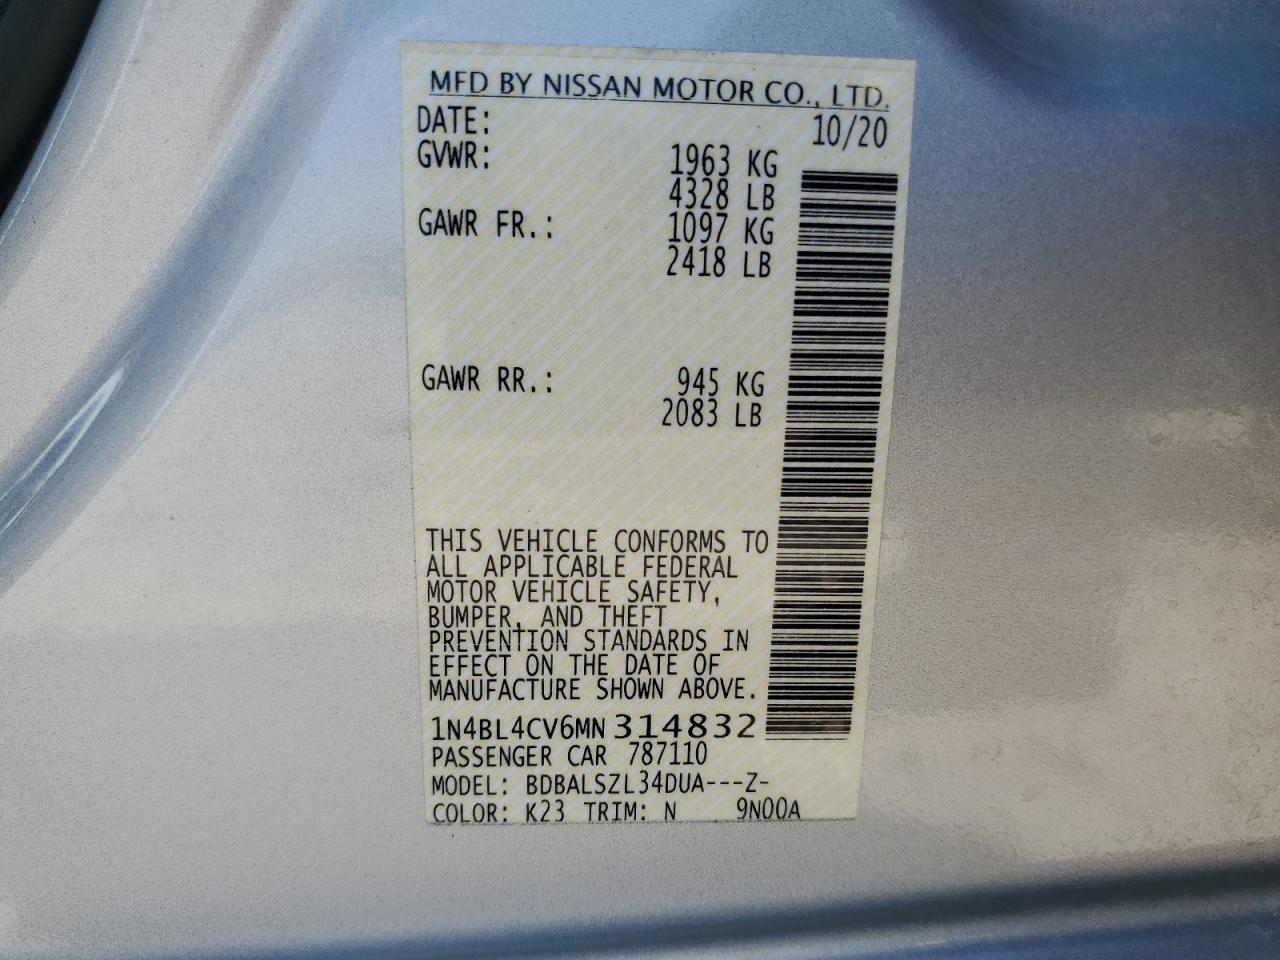 MFD BY NISSAN MOTOR CO., LTD.
DATE: 10/20
GVWR: 1963 KG
4328 LB
GAWR FR.: 1097 KG
2418 LB
GAWR RR.: 945 KG
2083 LB
THIS VEHICLE CONFORMS TO
ALL APPLICABLE FEDERAL
MOTOR VEHICLE SAFETY,
BUMPER, AND THEFT
PREVENTION STANDARDS IN
EFFECT ON THE DATE OF
MANUFACTURE SHOWN ABOVE.
1N4BL4CV6MN 314832
PASSENGER CAR 787110
MODEL: BDBALSZL34DUA---Z-
COLOR: K23 TRIM: N 9N00A